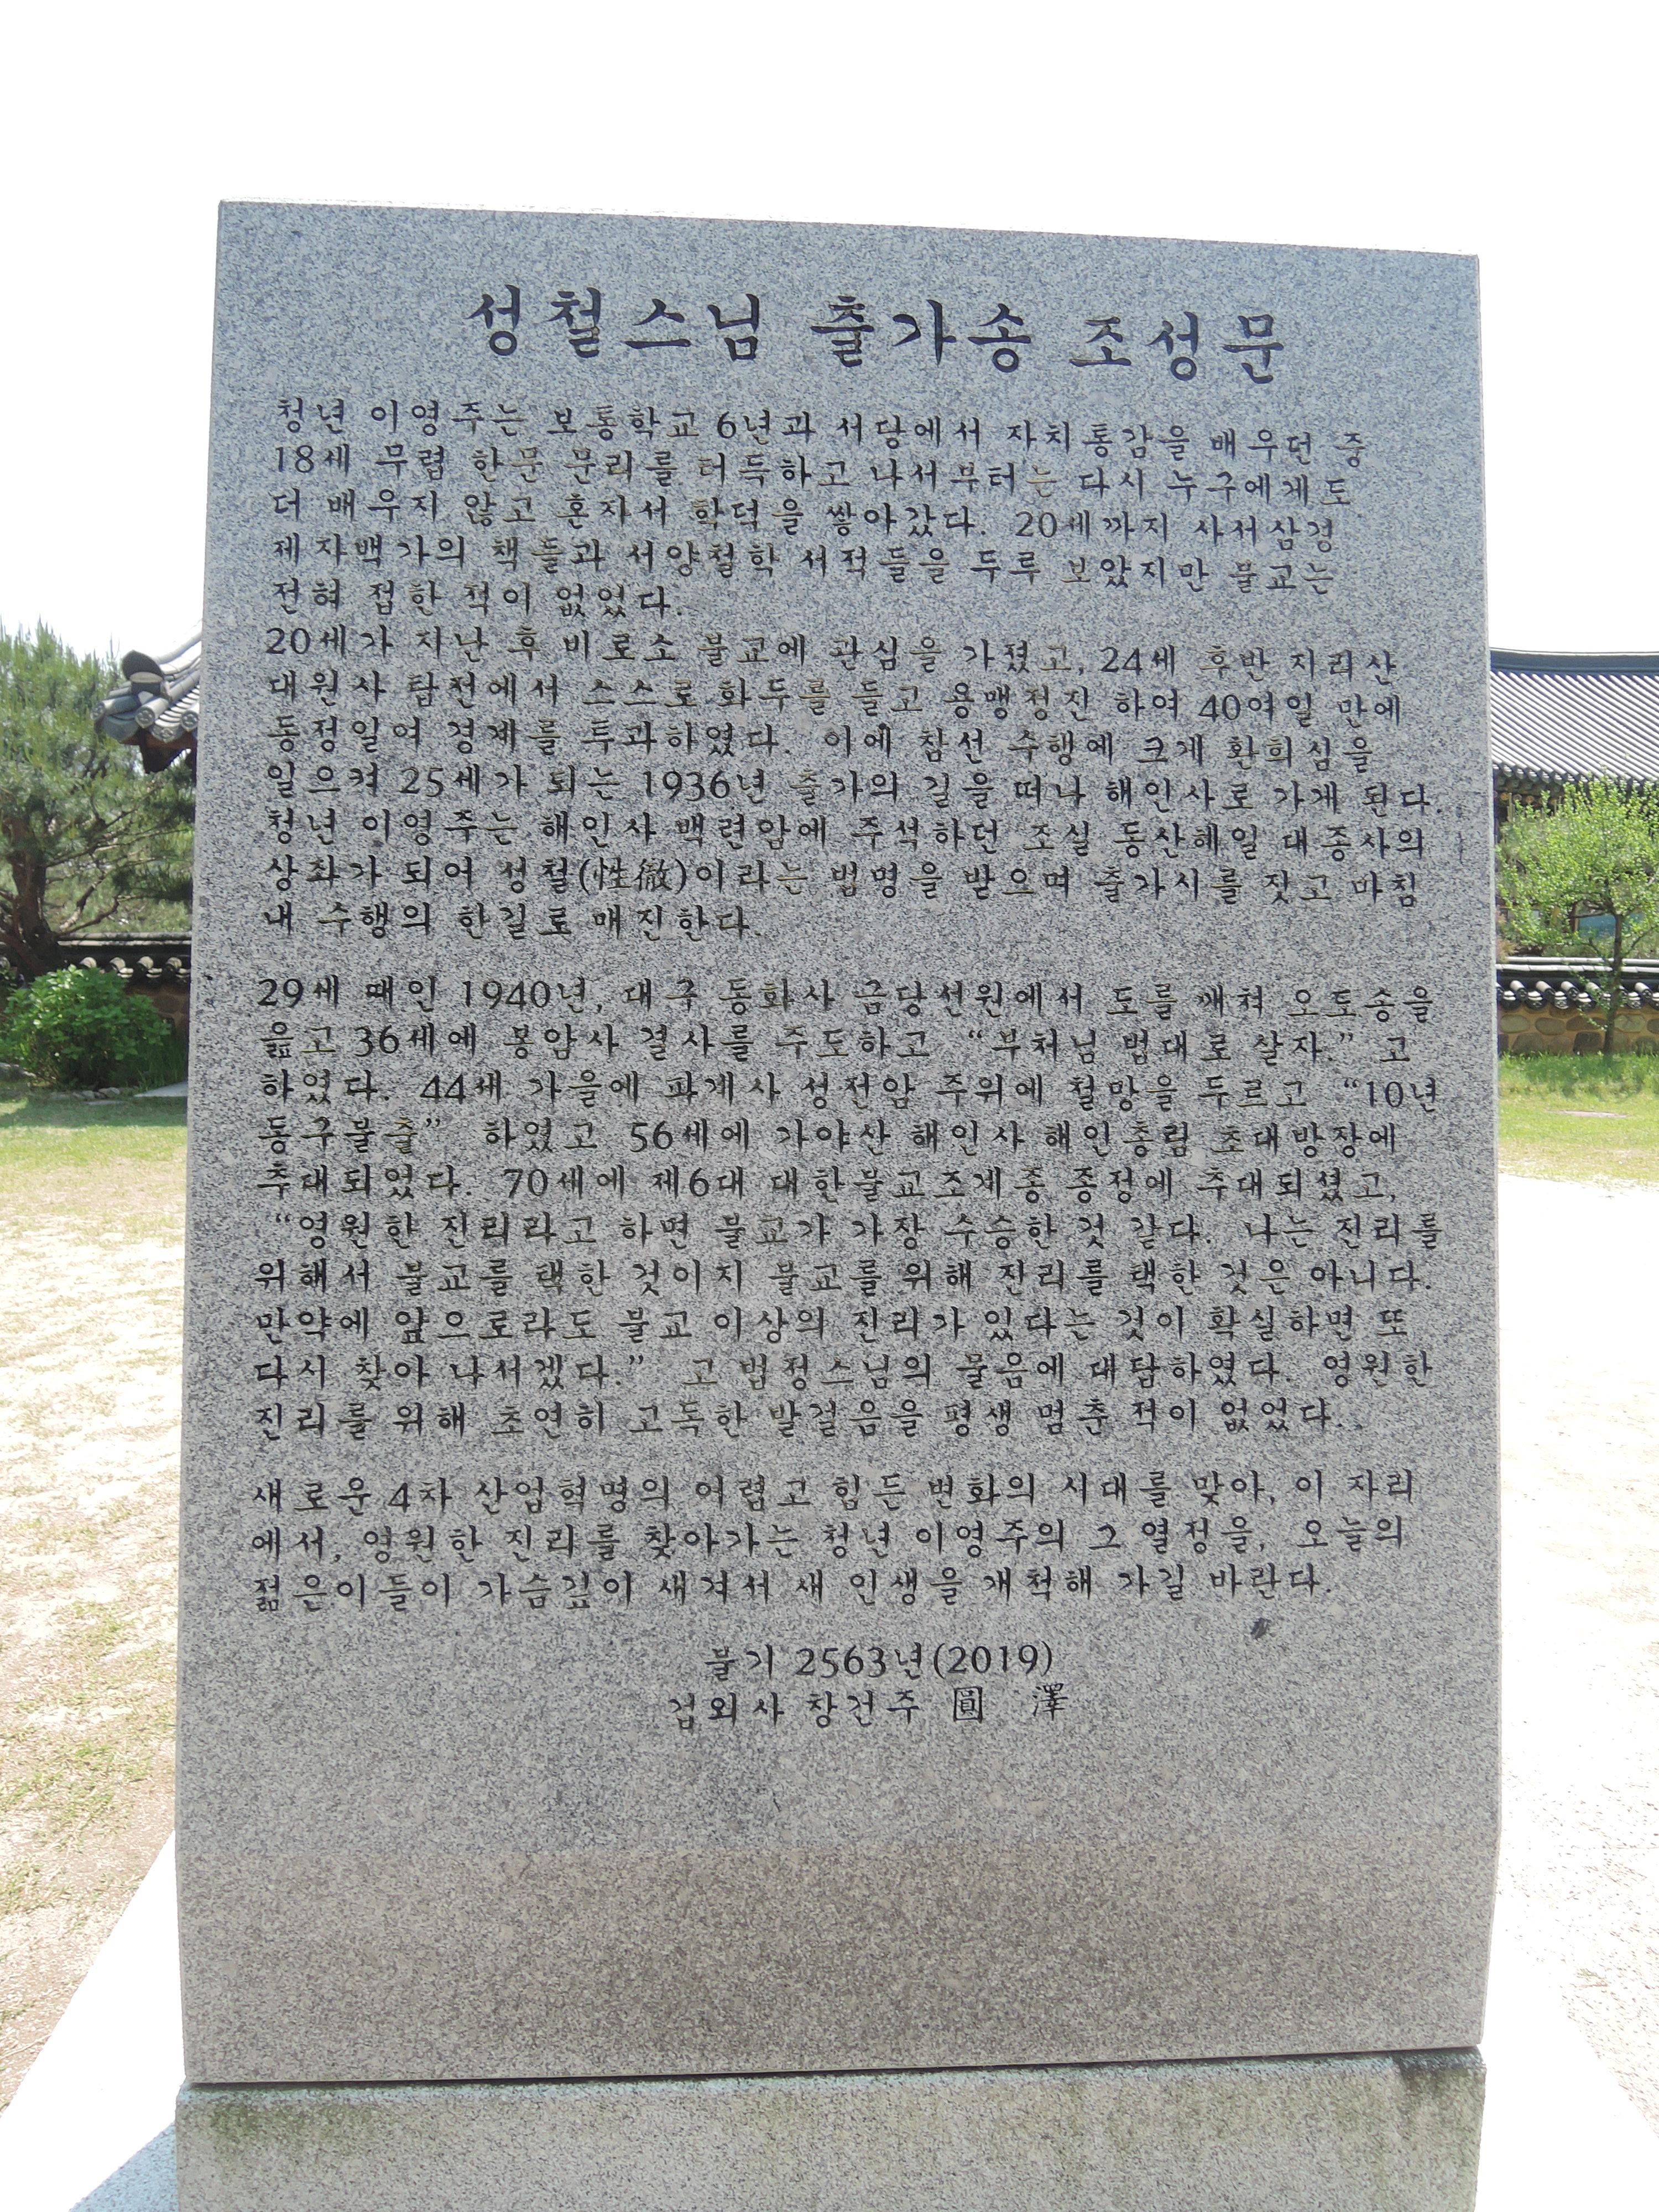 성철스님 출가송 조성문
청년 이영주는 보통학교 6년과 서당에서 자치통감을 배우던 중
18세 무렵 한문 문리를 터득하고 나서부터는 다시 누구에게도
더 배우지 않고 혼자서 학덕을 쌓아갔다. 20세까지 사서삼경
제자백가의 책들과 서양철학 서적들을 두루 보았지만 불교는
전혀 접한 적이 없었다.
20세가 지난 후 비로소 불교에 관심을 가졌고, 24세 후반 지리산
대원사 탑전에서 스스로 화두를 들고 용맹정진 하여 40여일 만에
동정일여 경계를 투과하였다. 이에 참선 수행에 크게 환희심을
일으켜 25세가 되는 1936년 출가의 길을 떠나 해인사로 가게 된다.
청년 이영주는 해인사 백련암에 주석하던 조실 동산혜일 대종사의
상좌가 되어 성철(性徹)이라는 법명을 받으며 출가시를 짓고 마침
내 수행의 한길로 매진한다.
29세 때인 1940년, 대구 동화사 금당선원에서 도를 깨쳐 오도송을
읊고 36세에 봉암사 결사를 주도하고 “부처님 법대로 살자.” 고
하였다. 44세 가을에 파계사 성전암 주위에 철망을 두르고 “10년
동구불출” 하였고 56세에 가야산 해인사 해인총림 초대방장에
추대되었다. 70세에 제6대 대한불교조계종 종정에 추대되셨고,
“영원한 진리라고 하면 불교가 가장 수승한 것 같다. 나는 진리를
위해서 불교를 택한 것이지 불교를 위해 진리를 택한 것은 아니다.
만약에 앞으로라도 불교 이상의 진리가 있다는 것이 확실하면 또
다시 찾아 나서겠다.” 고 법정스님의 물음에 대답하였다. 영원한
진리를 위해 초연히 고독한 발걸음을 평생 멈춘 적이 없었다..
새로운 4차 산업혁명의 어렵고 힘든 변화의 시대를 맞아, 이 자리
에서, 영원한 진리를 찾아가는 청년 이영주의 그 열정을, 오늘의
젊은이들이 가슴깊이 새겨서 새 인생을 개척해 가길 바란다.
불기 2563년(2019)
겁외사 창건주 圓 澤